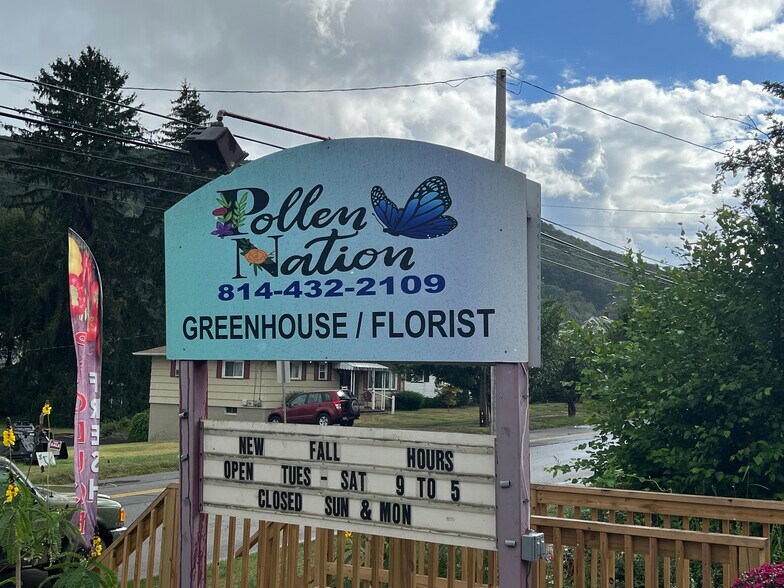 Pollen
Nation
814-432-2109
GREENHOUSE / FLORIST
NEW FALL HOURS
OPEN TUES - SAT 9 TO 5
CLOSED SUN & MON
FRESH